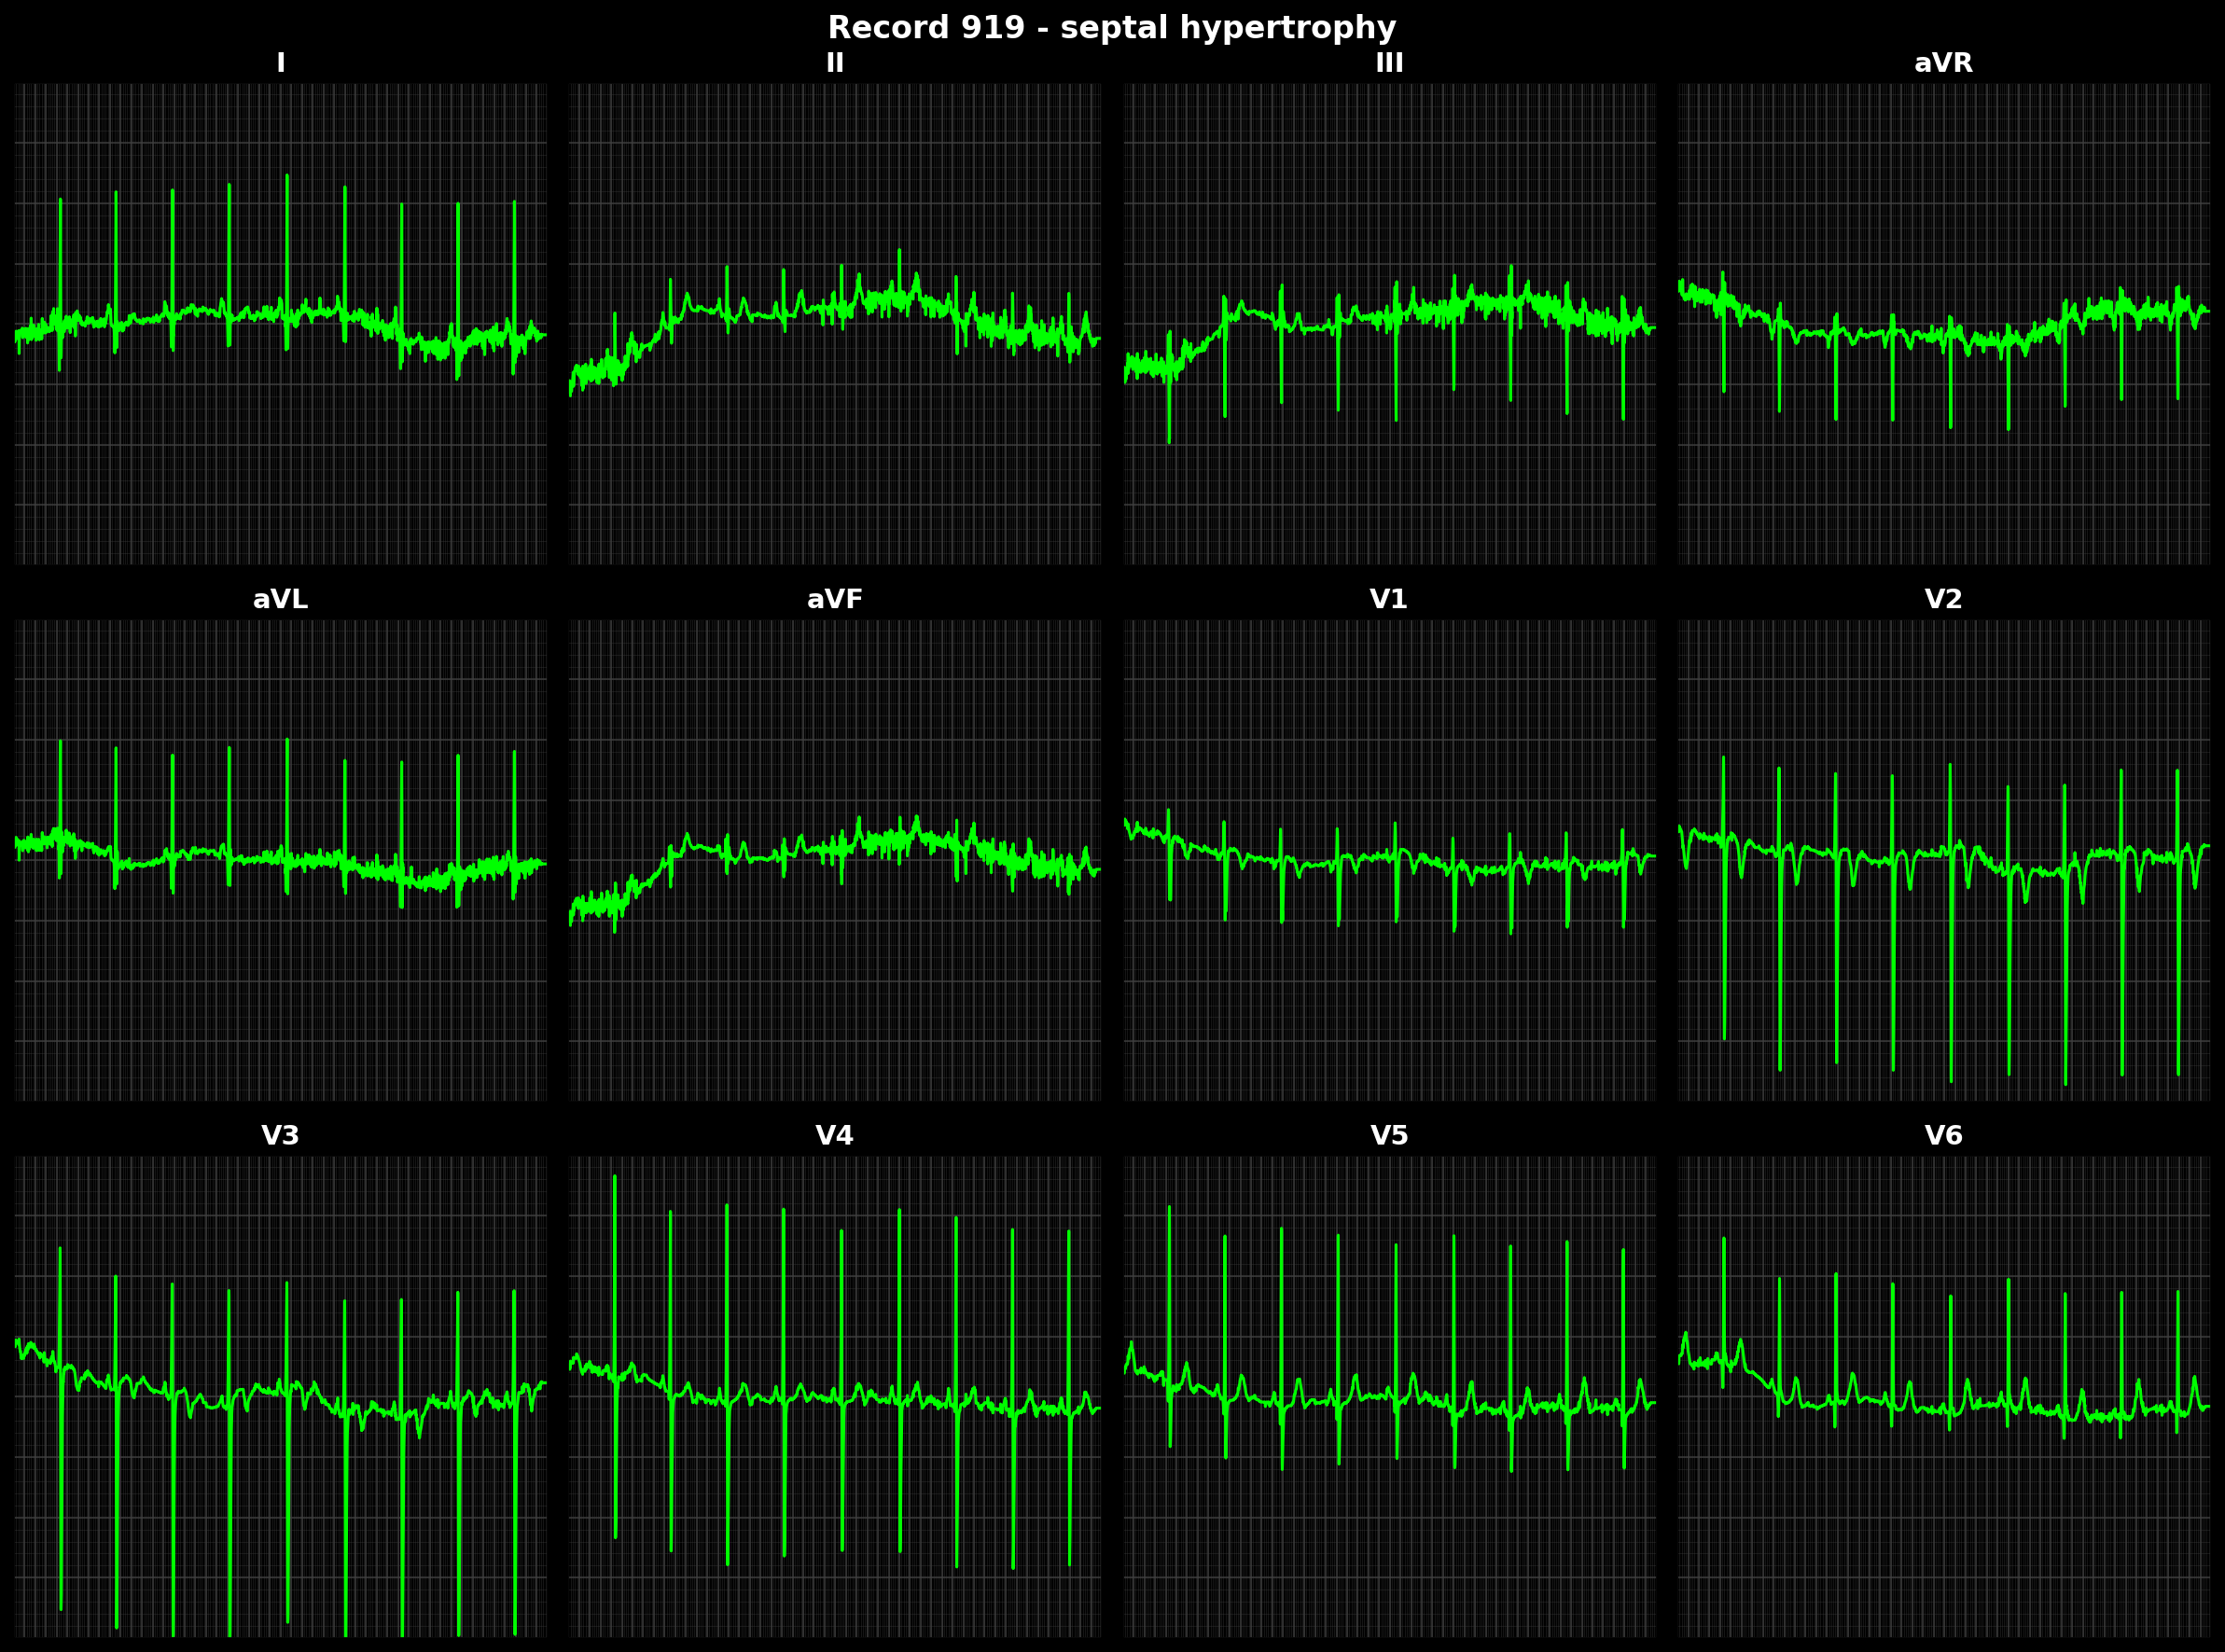 Record 919 - septal hypertrophy
I
II
III
aVR
aVL
aVF
V1
V2
V3
V4
V5
V6